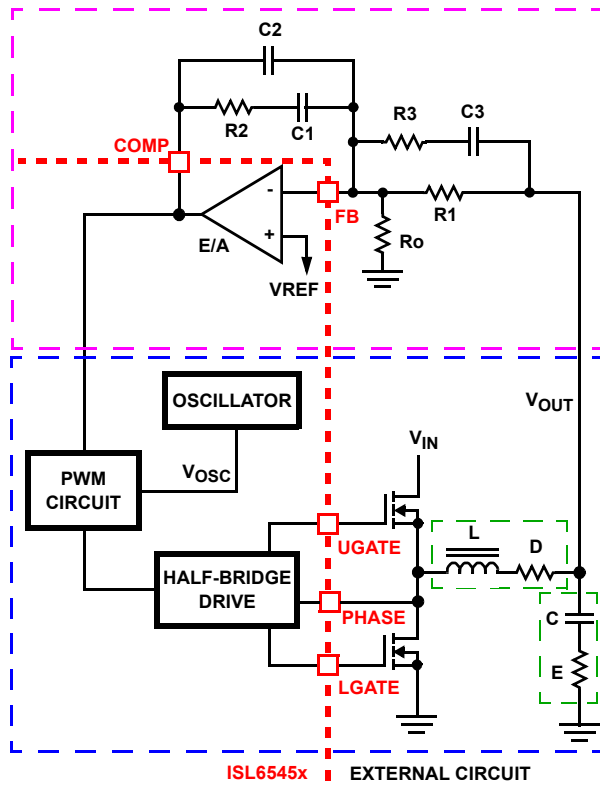 C2
R2
C1
R3
C3
COMP
FB
R1
E/A
-
+
Ro
VREF
OSCILLATOR
VOUT
VIN
PWM
CIRCUIT
VOSC
UGATE
L
D
HALF-BRIDGE
DRIVE
PHASE
C
E
LGATE
ISL6545x
EXTERNAL CIRCUIT